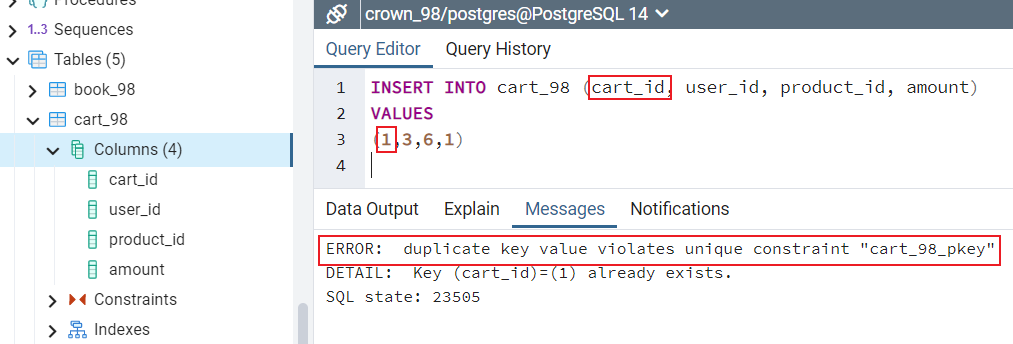 Procedures
1..3 Sequences
Tables (5)
book_98
cart_98
Columns (4)
cart_id
user_id
product_id
amount
Constraints
Indexes
crown_98/postgres@PostgreSQL 14
Query Editor Query History
1 INSERT INTO cart_98 (cart_id, user_id, product_id, amount)
2 VALUES
3 (1,3,6,1)
4
Data Output Explain Messages Notifications
ERROR:  duplicate key value violates unique constraint "cart_98_pkey"
DETAIL:  Key (cart_id)=(1) already exists.
SQL state: 23505